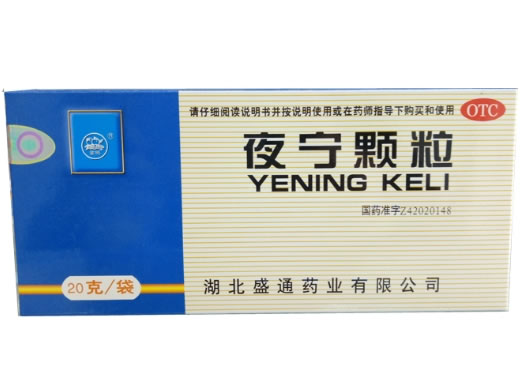 请仔细阅读说明书并按说明使用或在药师指导下购买和使用
OTC
夜宁颗粒
YENING KELI
国药准字Z42020148
20克/袋
湖北盛通药业有限公司